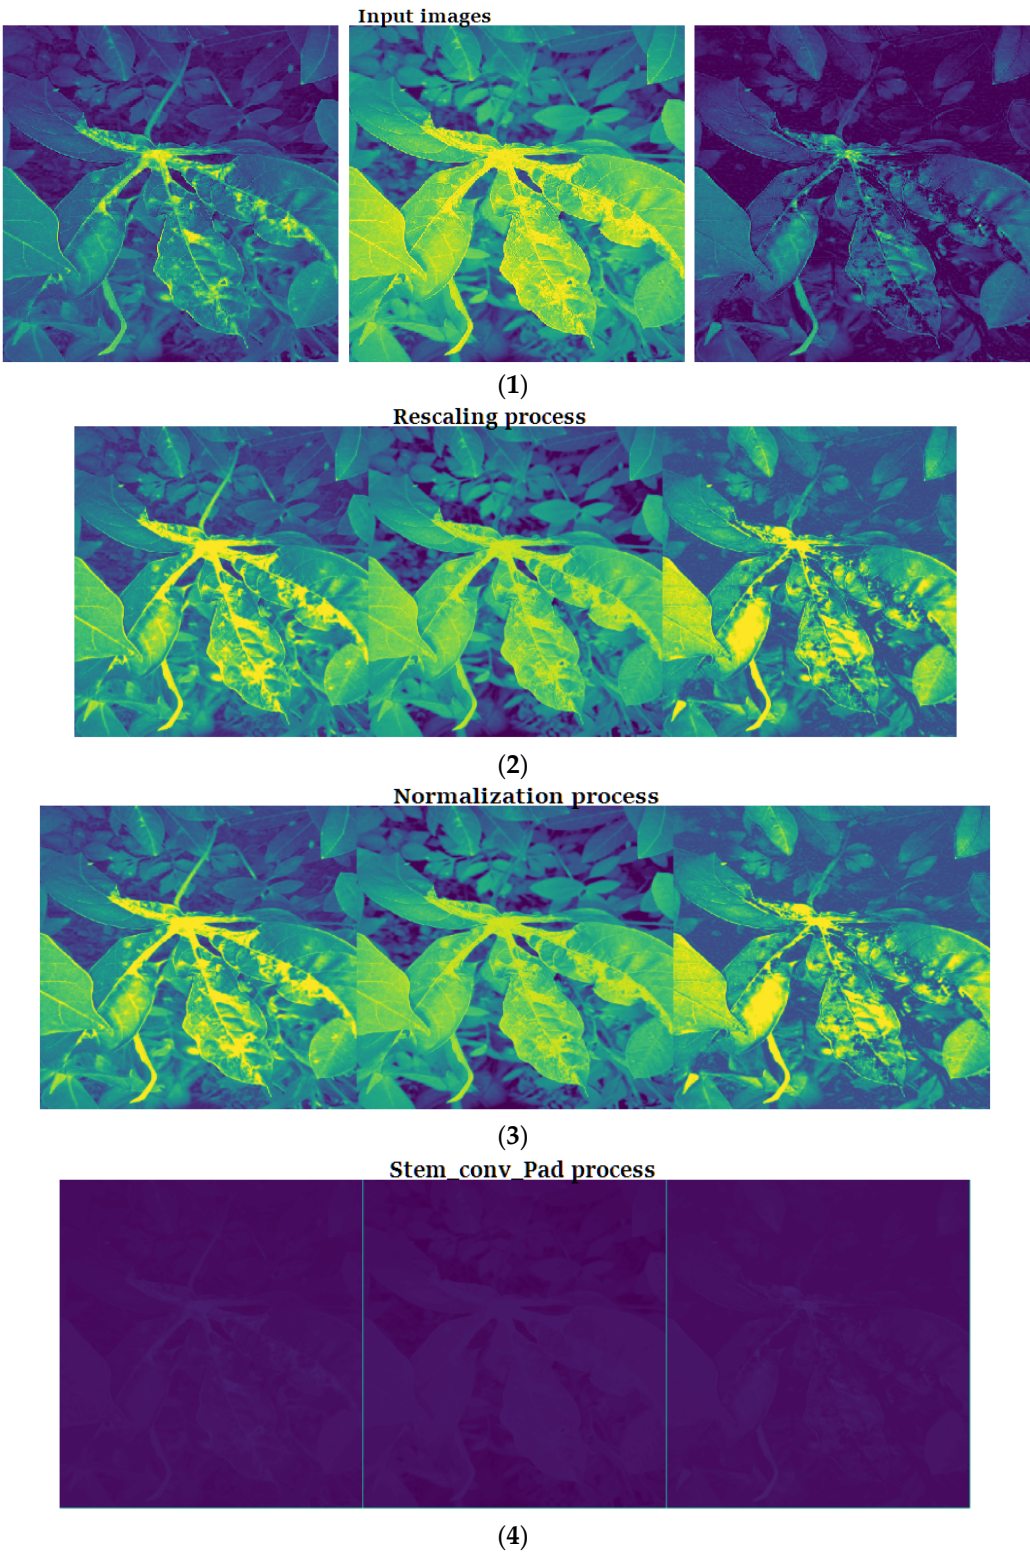 Input images
(1)
Rescaling process
(2)
Normalization process
(3)
Stem_conv_Pad process
(4)